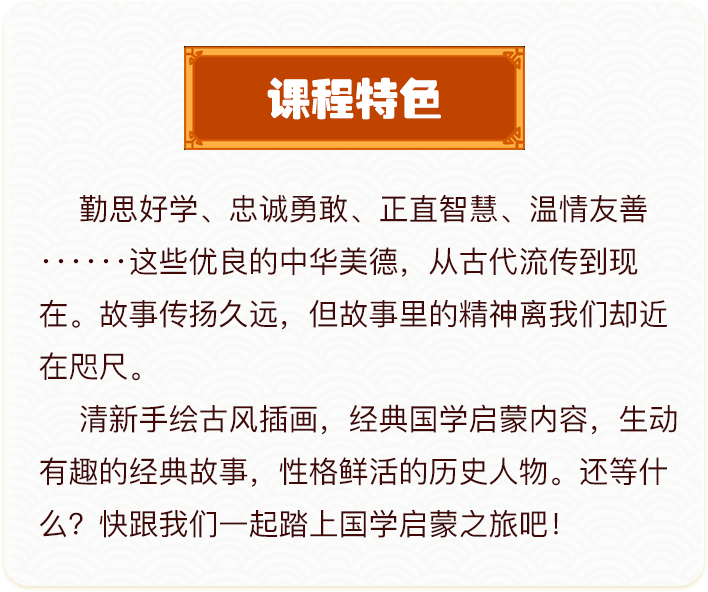 课程特色
勤思好学、忠诚勇敢、正直智慧、温情友善
······这些优良的中华美德，从古代流传到现
在。故事传扬久远，但故事里的精神离我们却近
在咫尺。
清新手绘古风插画，经典国学启蒙内容，生动
有趣的经典故事，性格鲜活的历史人物。还等什
么？快跟我们一起踏上国学启蒙之旅吧！